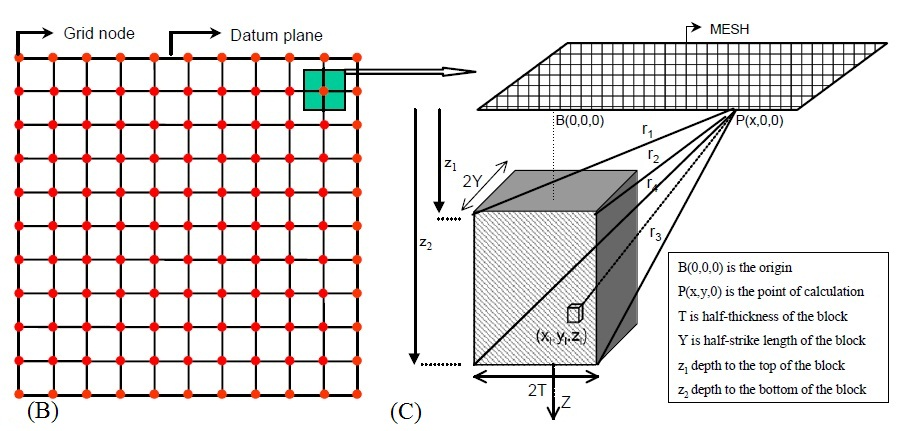 Grid node
Datum plane
MESH
B(0,0,0)
P(x,0,0)
r1
r2
r4
r3
z1
2Y
z2
(x1, y1, z1)
2T
Z
B(0,0,0) is the origin
P(x,y,0) is the point of calculation
T is half-thickness of the block
Y is half-strike length of the block
z1 depth to the top of the block
z2 depth to the bottom of the block
(B)
(C)